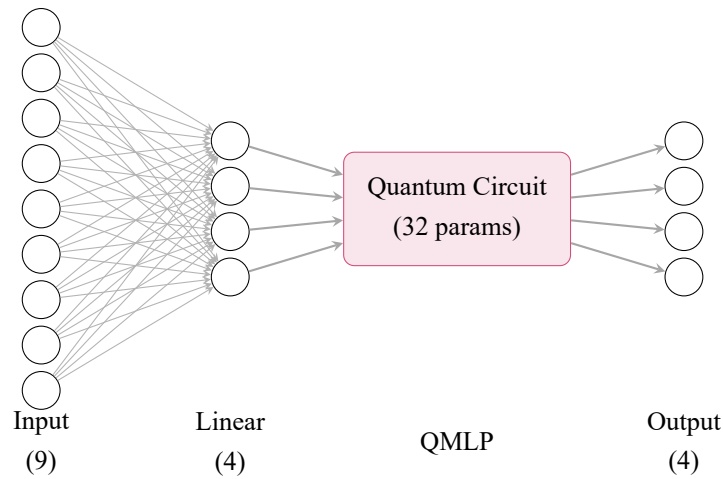 Quantum Circuit
(32 params)
Input
(9)
Linear
(4)
QMLP
Output
(4)